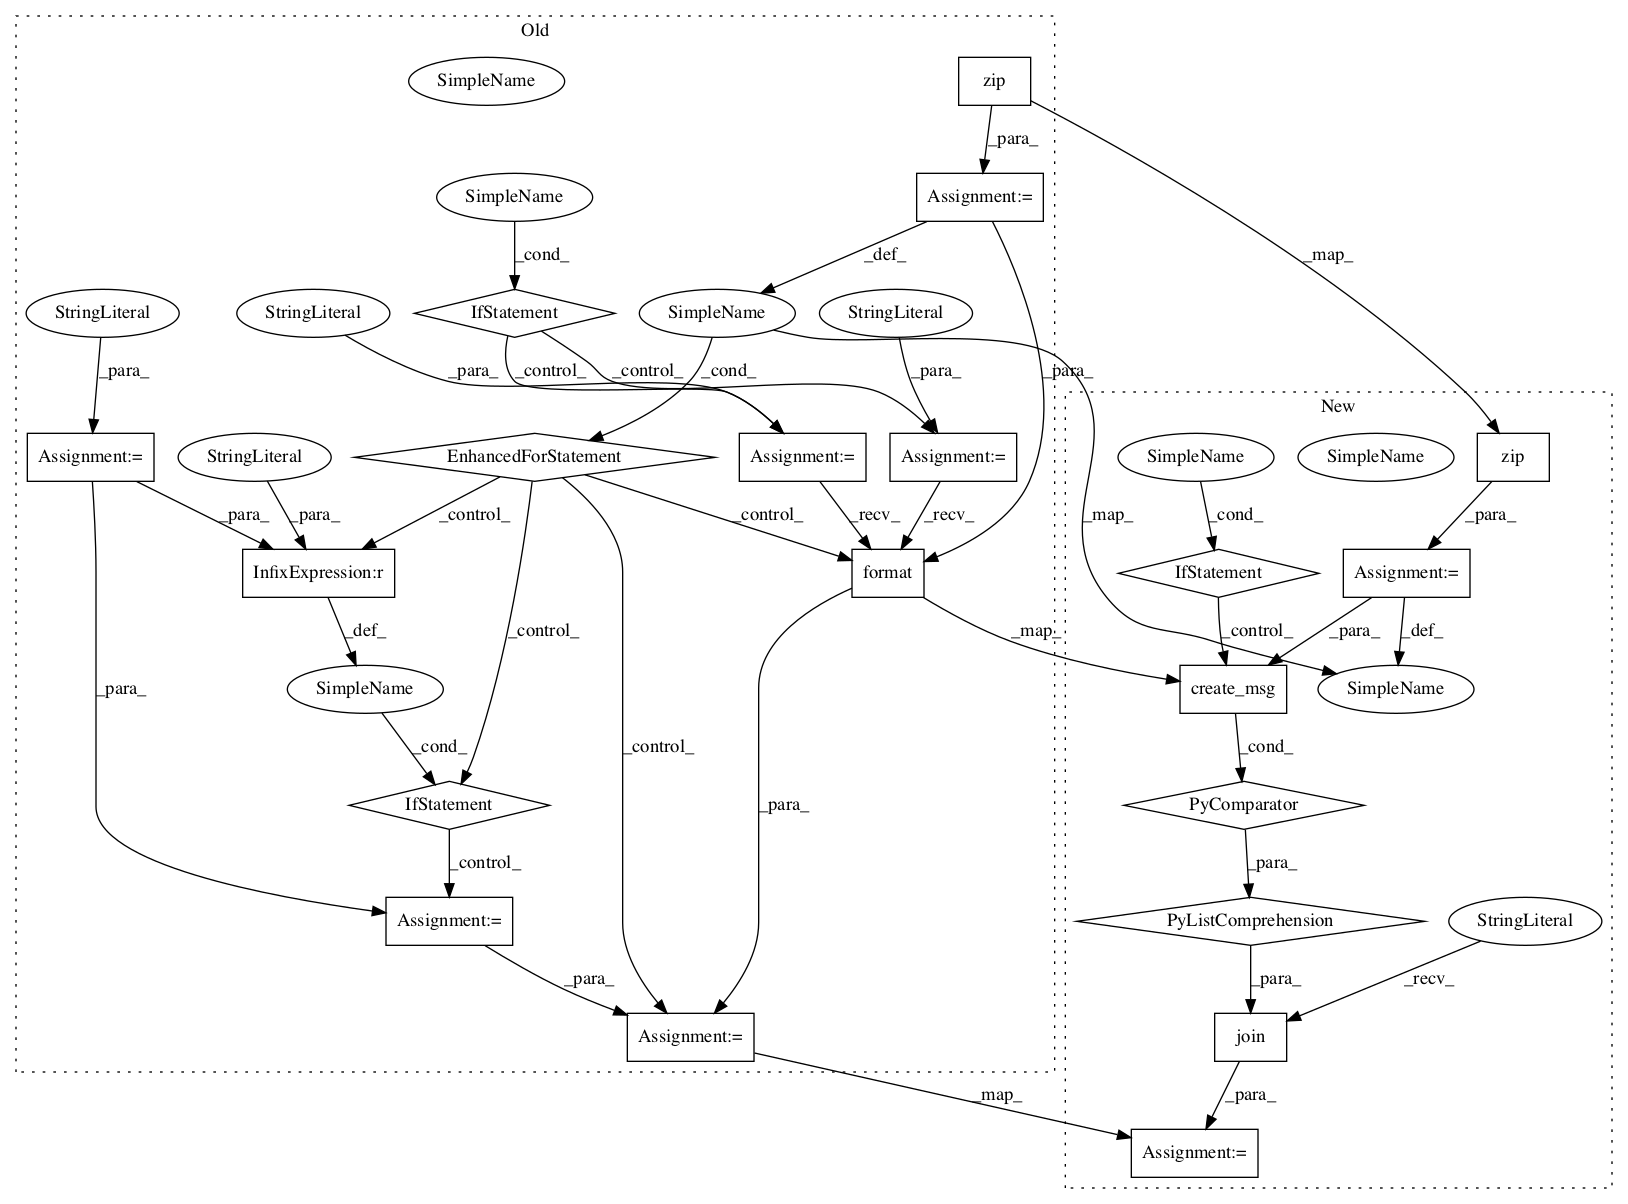 Old
SimpleName
zip
_para_
SimpleName
Assignment:=
_cond_
_def_
_map_
StringLiteral
StringLiteral
IfStatement
SimpleName
StringLiteral
_para_
_para_
_control_
_control_
_cond_
_para_
_para_
New
Assignment:=
StringLiteral
EnhancedForStatement
Assignment:=
Assignment:=
SimpleName
SimpleName
zip
_para_
_para_
_control_
_control_
_recv_
_recv_
_map_
_cond_
_para_
InfixExpression:r
format
IfStatement
Assignment:=
_def_
_control_
_map_
_control_
_para_
_def_
_para_
SimpleName
create_msg
SimpleName
_cond_
_control_
_cond_
IfStatement
_para_
PyComparator
_control_
_para_
Assignment:=
PyListComprehension
StringLiteral
_para_
_para_
_recv_
Assignment:=
join
_map_
_para_
Assignment:=